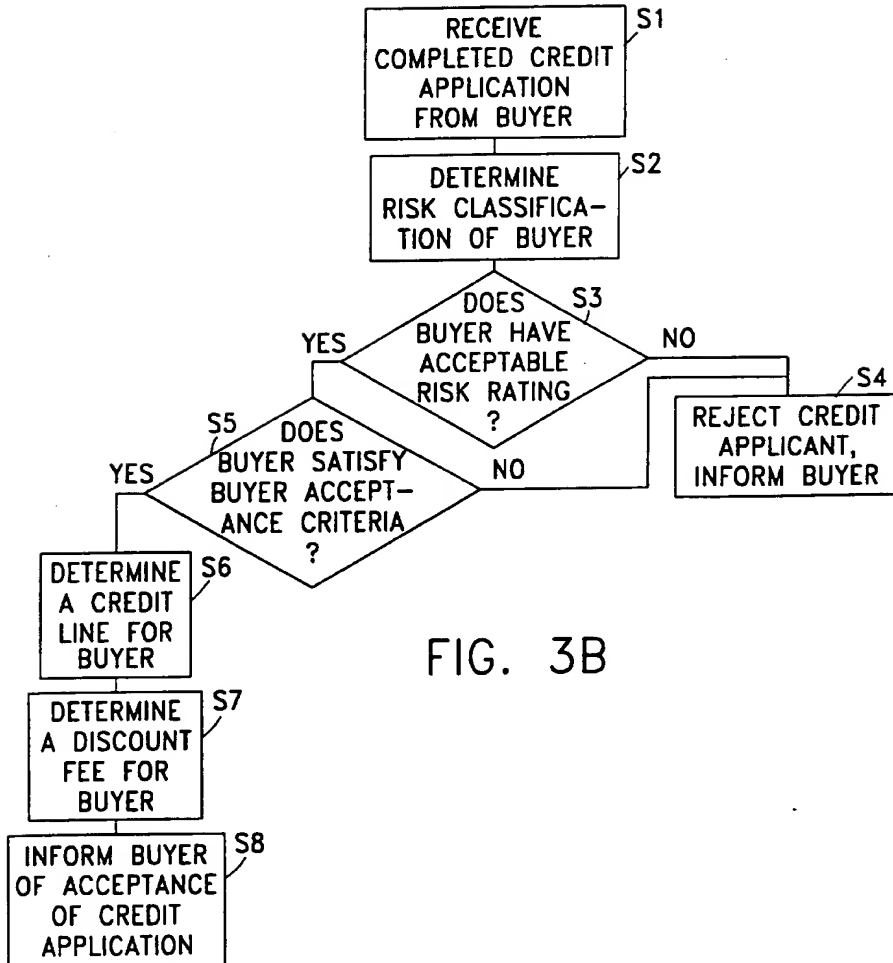 RECEIVE
COMPLETED CREDIT
APPLICATION
FROM BUYER
S1
DETERMINE
RISK CLASSIFICA-
TION OF BUYER
S2
DOES
BUYER HAVE
ACCEPTABLE
RISK RATING
?
S3
YES
NO
REJECT CREDIT
APPLICANT,
INFORM BUYER
S4
DOES
BUYER SATISFY
BUYER ACCEPT-
ANCE CRITERIA
?
S5
YES
NO
DETERMINE
A CREDIT
LINE FOR
BUYER
S6
DETERMINE
A DISCOUNT
FEE FOR
BUYER
S7
INFORM BUYER
OF ACCEPTANCE
OF CREDIT
APPLICATION
S8
FIG. 3B